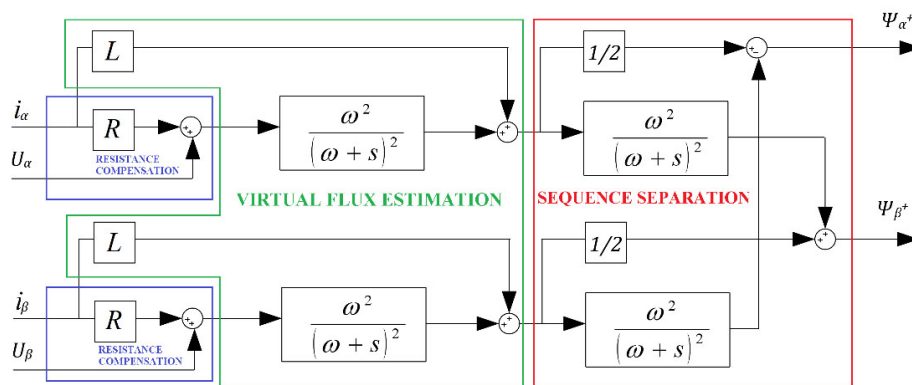 Ψα⁺
L
1/2
−
iα
R
+
+
ω²
(ω + s)²
+
+
ω²
(ω + s)²
Uα
RESISTANCE
COMPENSATION
VIRTUAL FLUX ESTIMATION
SEQUENCE SEPARATION
Ψβ⁺
L
1/2
+
+
iβ
R
+
+
ω²
(ω + s)²
+
+
ω²
(ω + s)²
Uβ
RESISTANCE
COMPENSATION